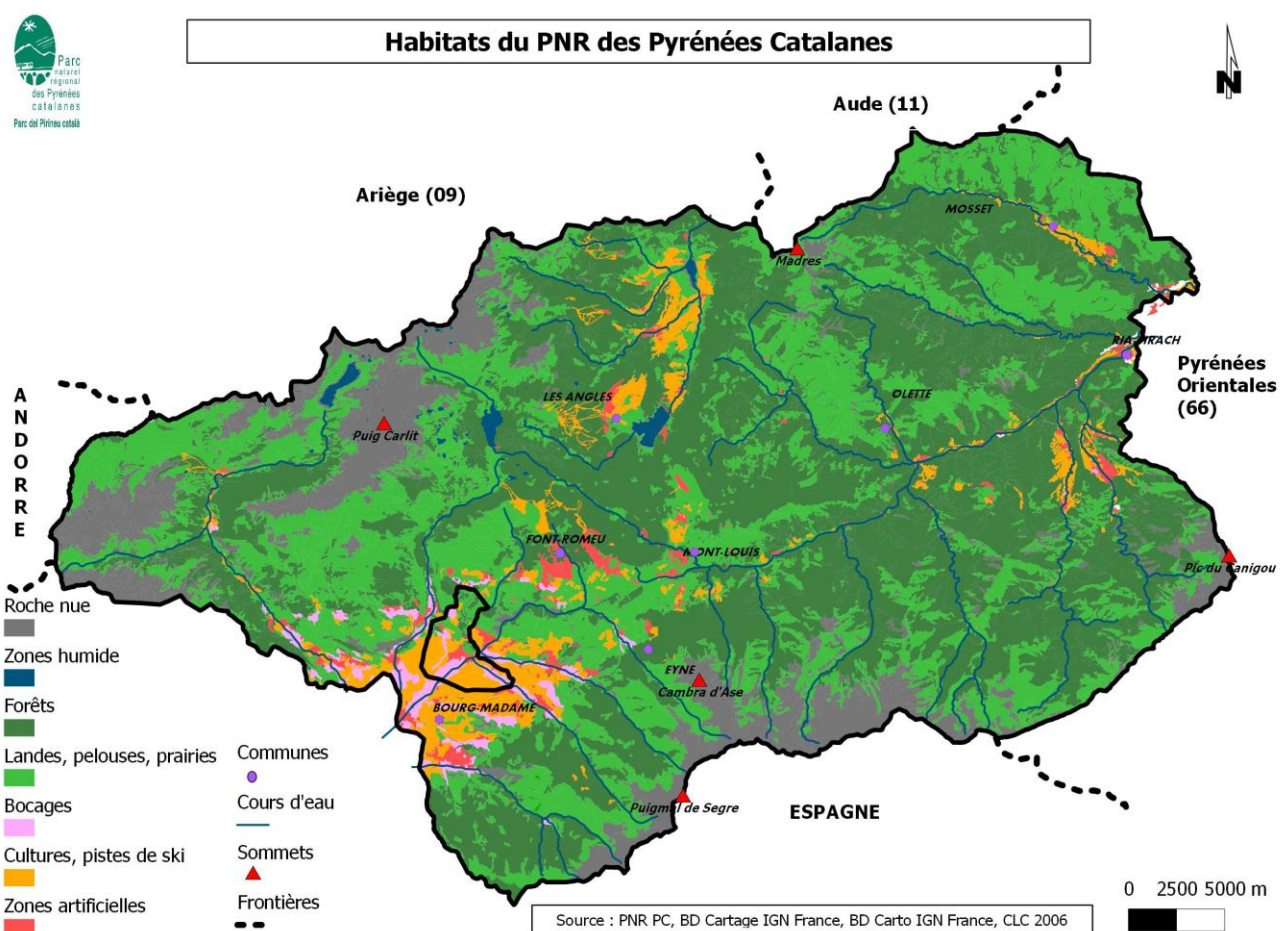 Parc
naturel
régional
des Pyrénées
catalanes
Parc del Pirineu català
Habitats du PNR des Pyrénées Catalanes
N
Aude (11)
Ariège (09)
MOSSET
Madres
Pyrénées
Orientales
(66)
ANDORRE
LES ANGLES
OLETTE
Puig Carlit
FONT-ROMEU
MONT-LOUIS
Pic du Canigou
EYNE
Cambra d'Ase
BOURG-MADAME
Puigmal de Segre
ESPAGNE
Roche nue
Zones humide
Forêts
Landes, pelouses, prairies
Bocages
Cultures, pistes de ski
Zones artificielles
Communes
Cours d'eau
Sommets
Frontières
0 2500 5000 m
Source : PNR PC, BD Cartage IGN France, BD Carto IGN France, CLC 2006